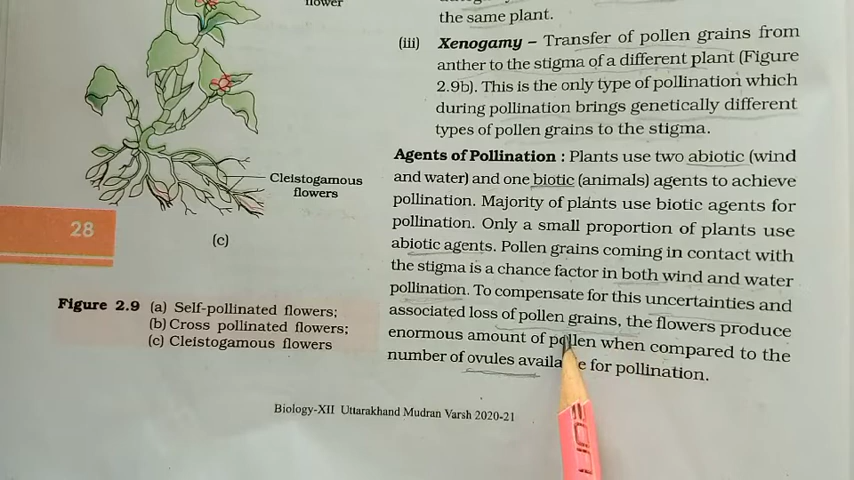 flower
the same plant.
(iii) Xenogamy – Transfer of pollen grains from
anther to the stigma of a different plant (Figure
2.9b). This is the only type of pollination which
during pollination brings genetically different
types of pollen grains to the stigma.
Agents of Pollination : Plants use two abiotic (wind
and water) and one biotic (animals) agents to achieve
pollination. Majority of plants use biotic agents for
pollination. Only a small proportion of plants use
abiotic agents. Pollen grains coming in contact with
the stigma is a chance factor in both wind and water
pollination. To compensate for this uncertainties and
associated loss of pollen grains, the flowers produce
enormous amount of pollen when compared to the
number of ovules available for pollination.
Cleistogamous
flowers
28
(c)
Figure 2.9 (a) Self-pollinated flowers;
(b) Cross pollinated flowers;
(c) Cleistogamous flowers
Biology-XII Uttarakhand Mudran Varsh 2020-21